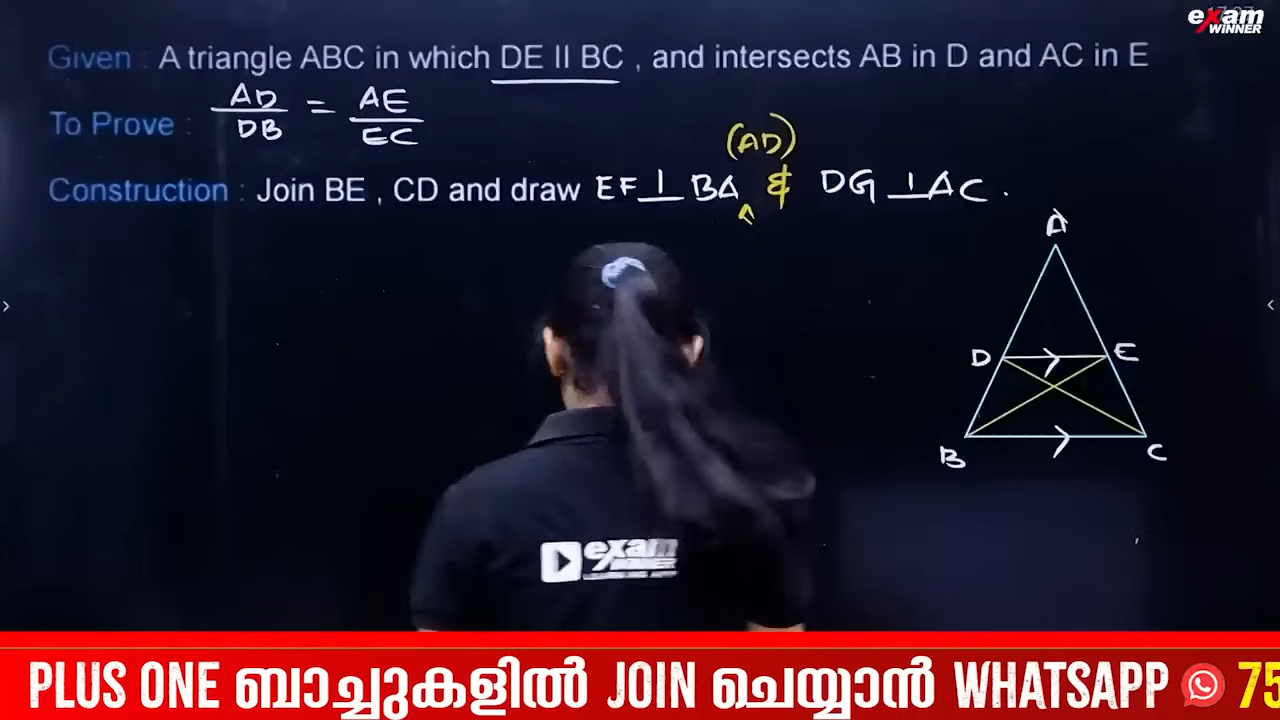 exam
WINNER
Given : A triangle ABC in which DE II BC , and intersects AB in D and AC in E
To Prove : AD/DB = AE/EC
(AD)
Construction : Join BE , CD and draw EF ⊥ BA & DG ⊥ AC .
A
D E
B C
exam
WINNER
PLUS ONE ബാച്ചുകളിൽ JOIN ചെയ്യാൻ WHATSAPP 75